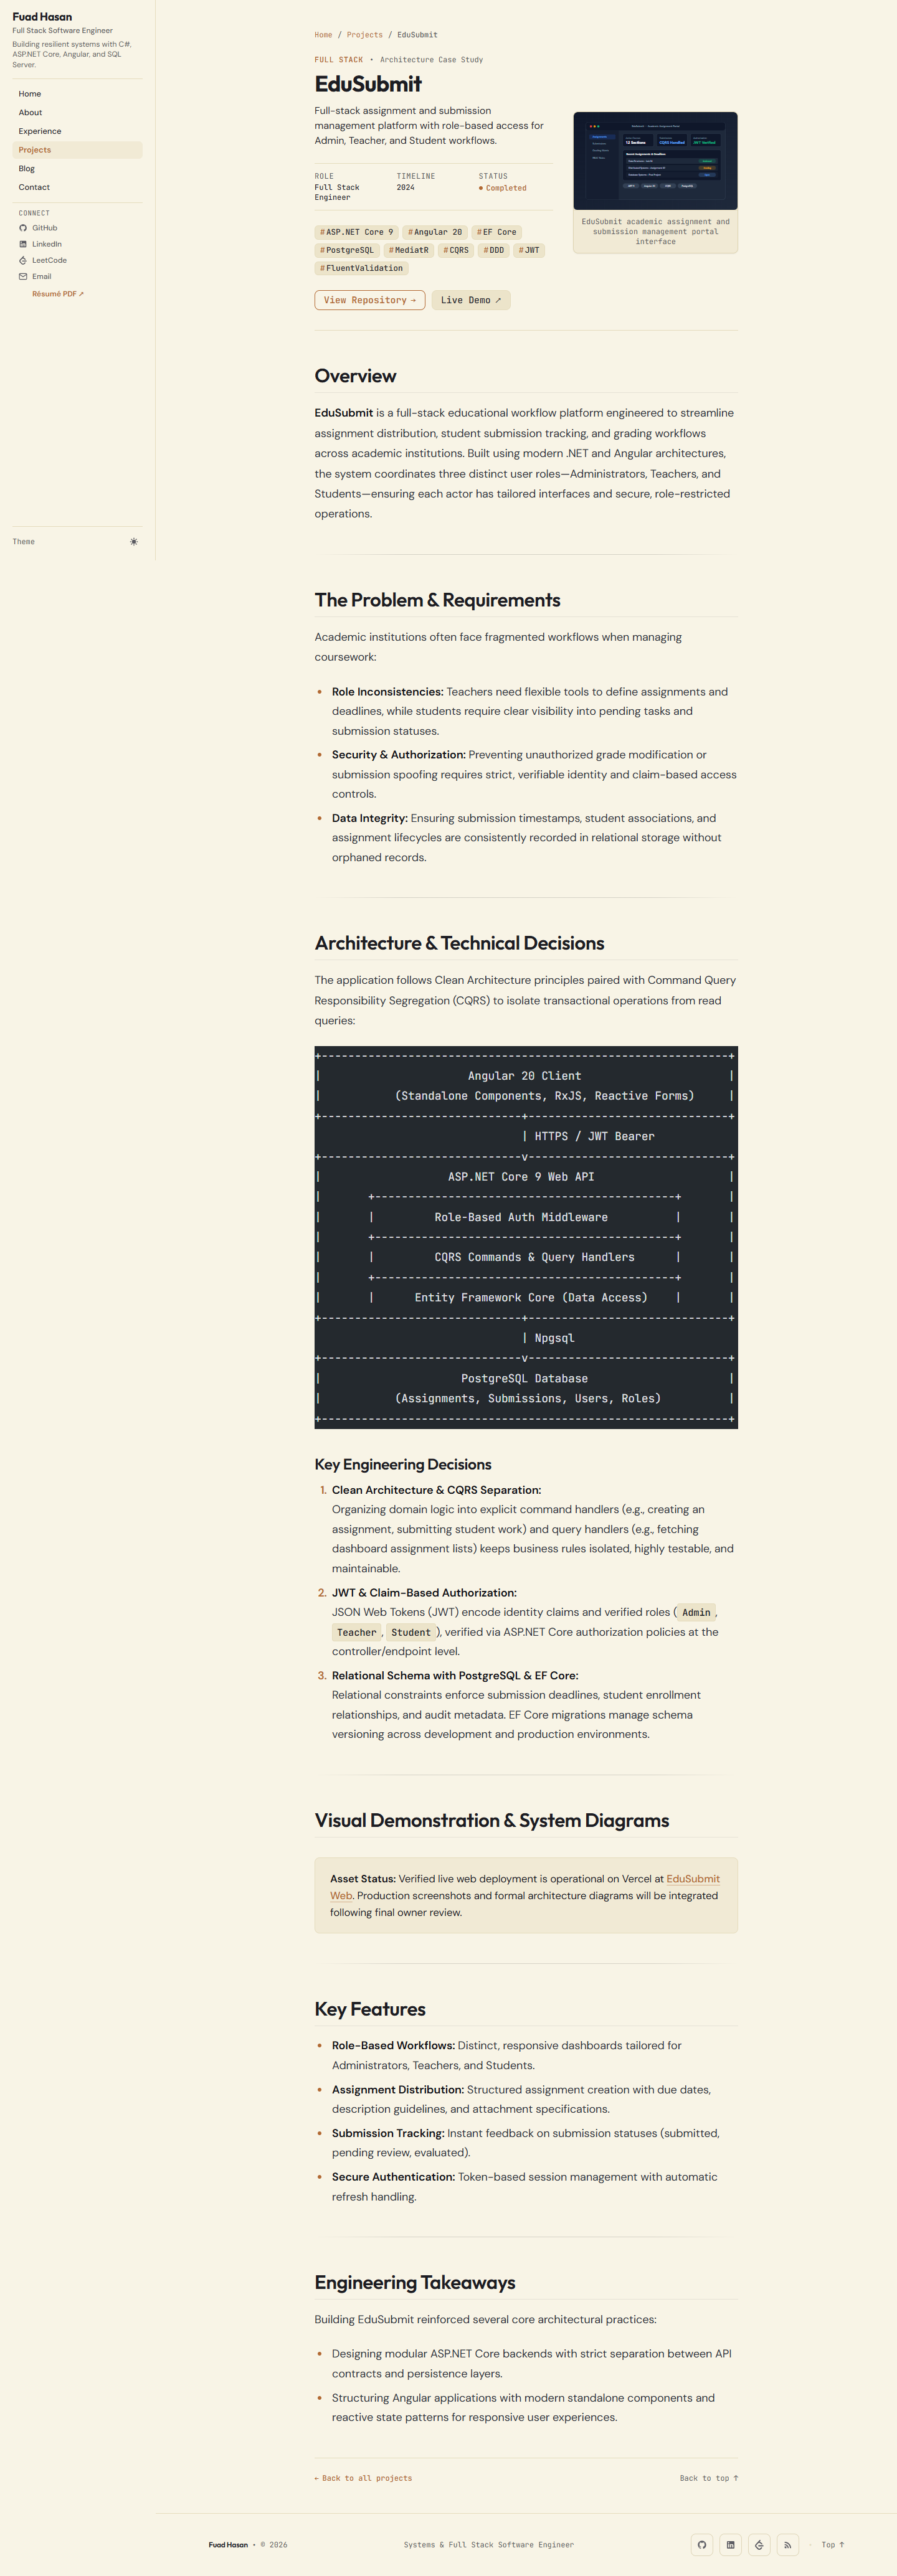 Fuad Hasan
Full Stack Software Engineer
Building resilient systems with C#,
ASP.NET Core, Angular, and SQL
Server.
Home
About
Experience
Projects
Blog
Contact
CONNECT
GitHub
LinkedIn
LeetCode
Email
Résumé PDF ↗
Theme
Home / Projects / EduSubmit
FULL STACK • Architecture Case Study
EduSubmit
Full-stack assignment and submission
management platform with role-based access for
Admin, Teacher, and Student workflows.
ROLE TIMELINE STATUS
Full Stack
Engineer
2024
Completed
#ASP.NET Core 9 #Angular 20 #EF Core
#PostgreSQL #MediatR #CQRS #DDD #JWT
#FluentValidation
View Repository → Live Demo ↗
EduSubmit academic assignment and
submission management portal
interface
Overview
EduSubmit is a full-stack educational workflow platform engineered to streamline
assignment distribution, student submission tracking, and grading workflows
across academic institutions. Built using modern .NET and Angular architectures,
the system coordinates three distinct user roles—Administrators, Teachers, and
Students—ensuring each actor has tailored interfaces and secure, role-restricted
operations.
The Problem & Requirements
Academic institutions often face fragmented workflows when managing
coursework:
• Role Inconsistencies: Teachers need flexible tools to define assignments and
deadlines, while students require clear visibility into pending tasks and
submission statuses.
• Security & Authorization: Preventing unauthorized grade modification or
submission spoofing requires strict, verifiable identity and claim-based access
controls.
• Data Integrity: Ensuring submission timestamps, student associations, and
assignment lifecycles are consistently recorded in relational storage without
orphaned records.
Architecture & Technical Decisions
The application follows Clean Architecture principles paired with Command Query
Responsibility Segregation (CQRS) to isolate transactional operations from read
queries:
Angular 20 Client
(Standalone Components, RxJS, Reactive Forms)
| HTTPS / JWT Bearer
v
ASP.NET Core 9 Web API
Role-Based Auth Middleware
CQRS Commands & Query Handlers
Entity Framework Core (Data Access)
| Npgsql
v
PostgreSQL Database
(Assignments, Submissions, Users, Roles)
Key Engineering Decisions
1. Clean Architecture & CQRS Separation:
Organizing domain logic into explicit command handlers (e.g., creating an
assignment, submitting student work) and query handlers (e.g., fetching
dashboard assignment lists) keeps business rules isolated, highly testable, and
maintainable.
2. JWT & Claim-Based Authorization:
JSON Web Tokens (JWT) encode identity claims and verified roles (Admin,
Teacher, Student), verified via ASP.NET Core authorization policies at the
controller/endpoint level.
3. Relational Schema with PostgreSQL & EF Core:
Relational constraints enforce submission deadlines, student enrollment
relationships, and audit metadata. EF Core migrations manage schema
versioning across development and production environments.
Visual Demonstration & System Diagrams
Asset Status: Verified live web deployment is operational on Vercel at EduSubmit
Web. Production screenshots and formal architecture diagrams will be integrated
following final owner review.
Key Features
• Role-Based Workflows: Distinct, responsive dashboards tailored for
Administrators, Teachers, and Students.
• Assignment Distribution: Structured assignment creation with due dates,
description guidelines, and attachment specifications.
• Submission Tracking: Instant feedback on submission statuses (submitted,
pending review, evaluated).
• Secure Authentication: Token-based session management with automatic
refresh handling.
Engineering Takeaways
Building EduSubmit reinforced several core architectural practices:
• Designing modular ASP.NET Core backends with strict separation between API
contracts and persistence layers.
• Structuring Angular applications with modern standalone components and
reactive state patterns for responsive user experiences.
← Back to all projects Back to top ↑
Fuad Hasan • © 2026 Systems & Full Stack Software Engineer · Top ↑